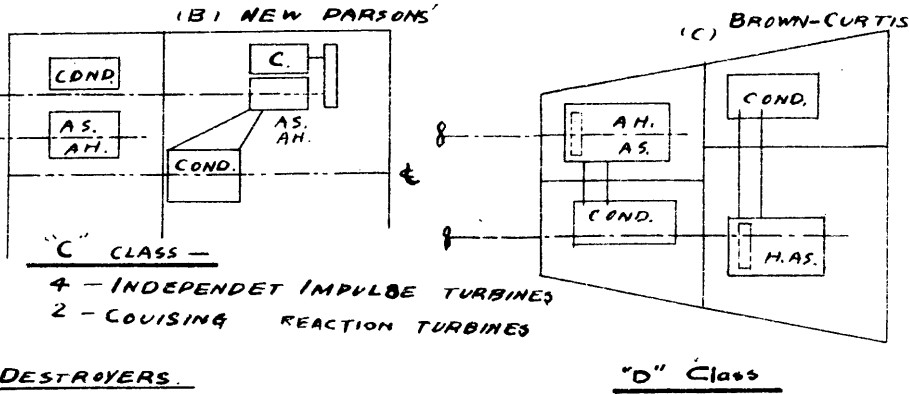 (B) NEW PARSONS'
COND.
AS.
AH.
C.
AS.
AH.
COND.
℄
"C" CLASS —
4 — INDEPENDET IMPULSE TURBINES
2 — COUISING REACTION TURBINES
DESTROYERS.
(C) BROWN-CURTIS
AH.
AS.
COND.
COND.
H.AS.
"D" Class